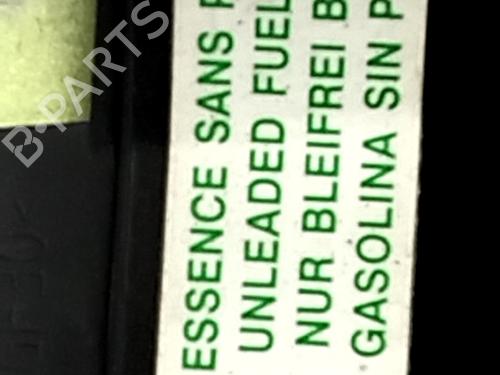 ESSENCE SANS
UNLEADED FUEL
NUR BLEIFREI
GASOLINA SIN
B-PARTS